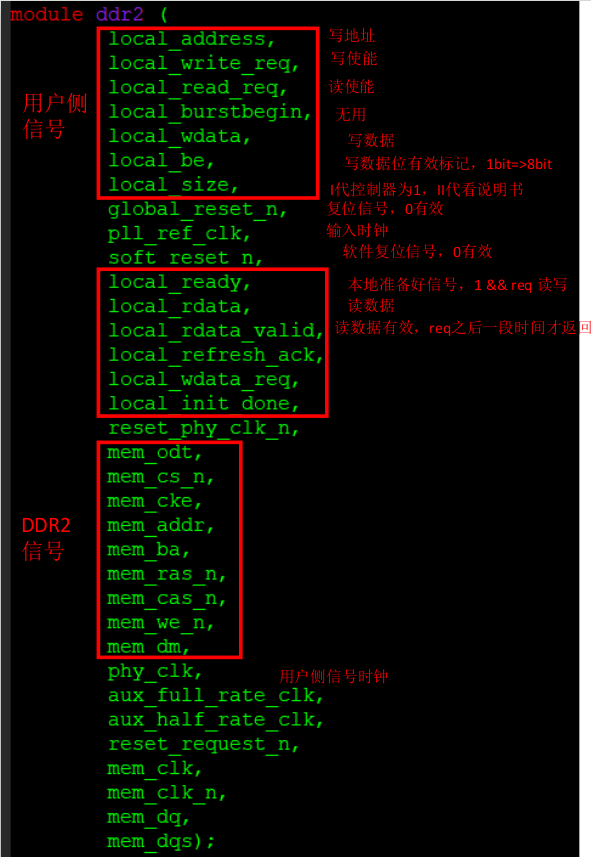 module ddr2 (
local_address, 写地址
local_write_req, 写使能
local_read_req, 读使能
用户侧
信号
local_burstbegin, 无用
local_wdata, 写数据
local_be, 写数据位有效标记，1bit=>8bit
local_size, I代控制器为1，II代看说明书
global_reset_n, 复位信号，0有效
pll_ref_clk, 输入时钟
soft_reset_n, 软件复位信号，0有效
local_ready, 本地准备好信号，1 && req 读写
local_rdata, 读数据
local_rdata_valid, 读数据有效，req之后一段时间才返回
local_refresh_ack,
local_wdata_req,
local_init_done,
reset_phy_clk_n,
mem_odt,
mem_cs_n,
mem_cke,
DDR2
信号
mem_addr,
mem_ba,
mem_ras_n,
mem_cas_n,
mem_we_n,
mem_dm,
phy_clk, 用户侧信号时钟
aux_full_rate_clk,
aux_half_rate_clk,
reset_request_n,
mem_clk,
mem_clk_n,
mem_dq,
mem_dqs);